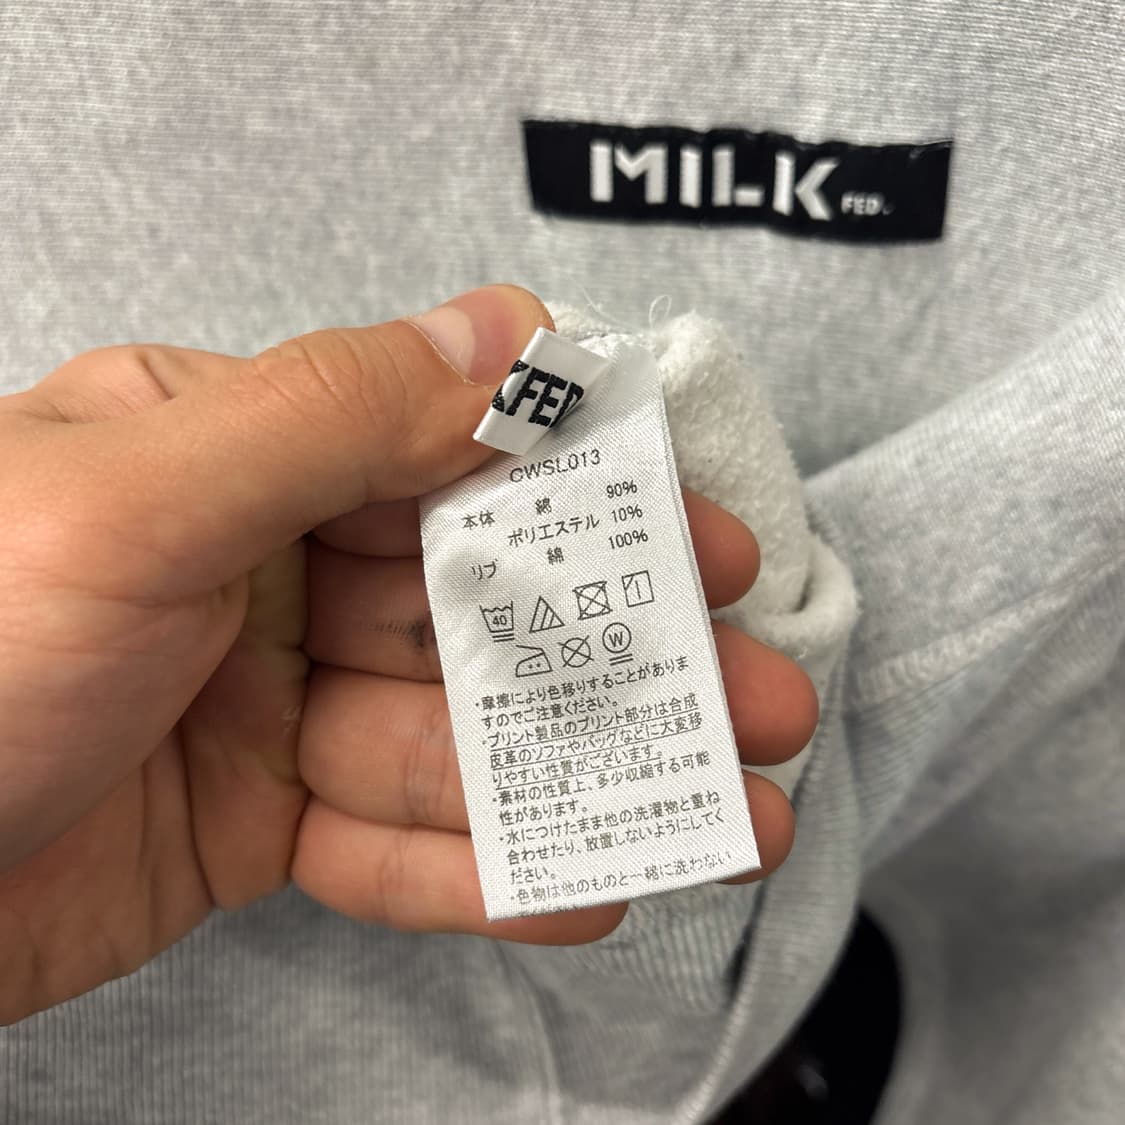 MILK FED.
KFED
CWSL013
本体 綿 90%
ポリエステル 10%
リブ 綿 100%
40
W
・摩擦により色移りすることがありま
すのでご注意ください。
・プリント製品のプリント部分は合成
皮革のソファやバッグなどに大変移
りやすい性質がございます。
・素材の性質上、多少収縮する可能
性があります。
・水につけたまま他の洗濯物と重ね
合わせたり、放置しないようにしてく
ださい。
・色物は他のものと一緒に洗わない